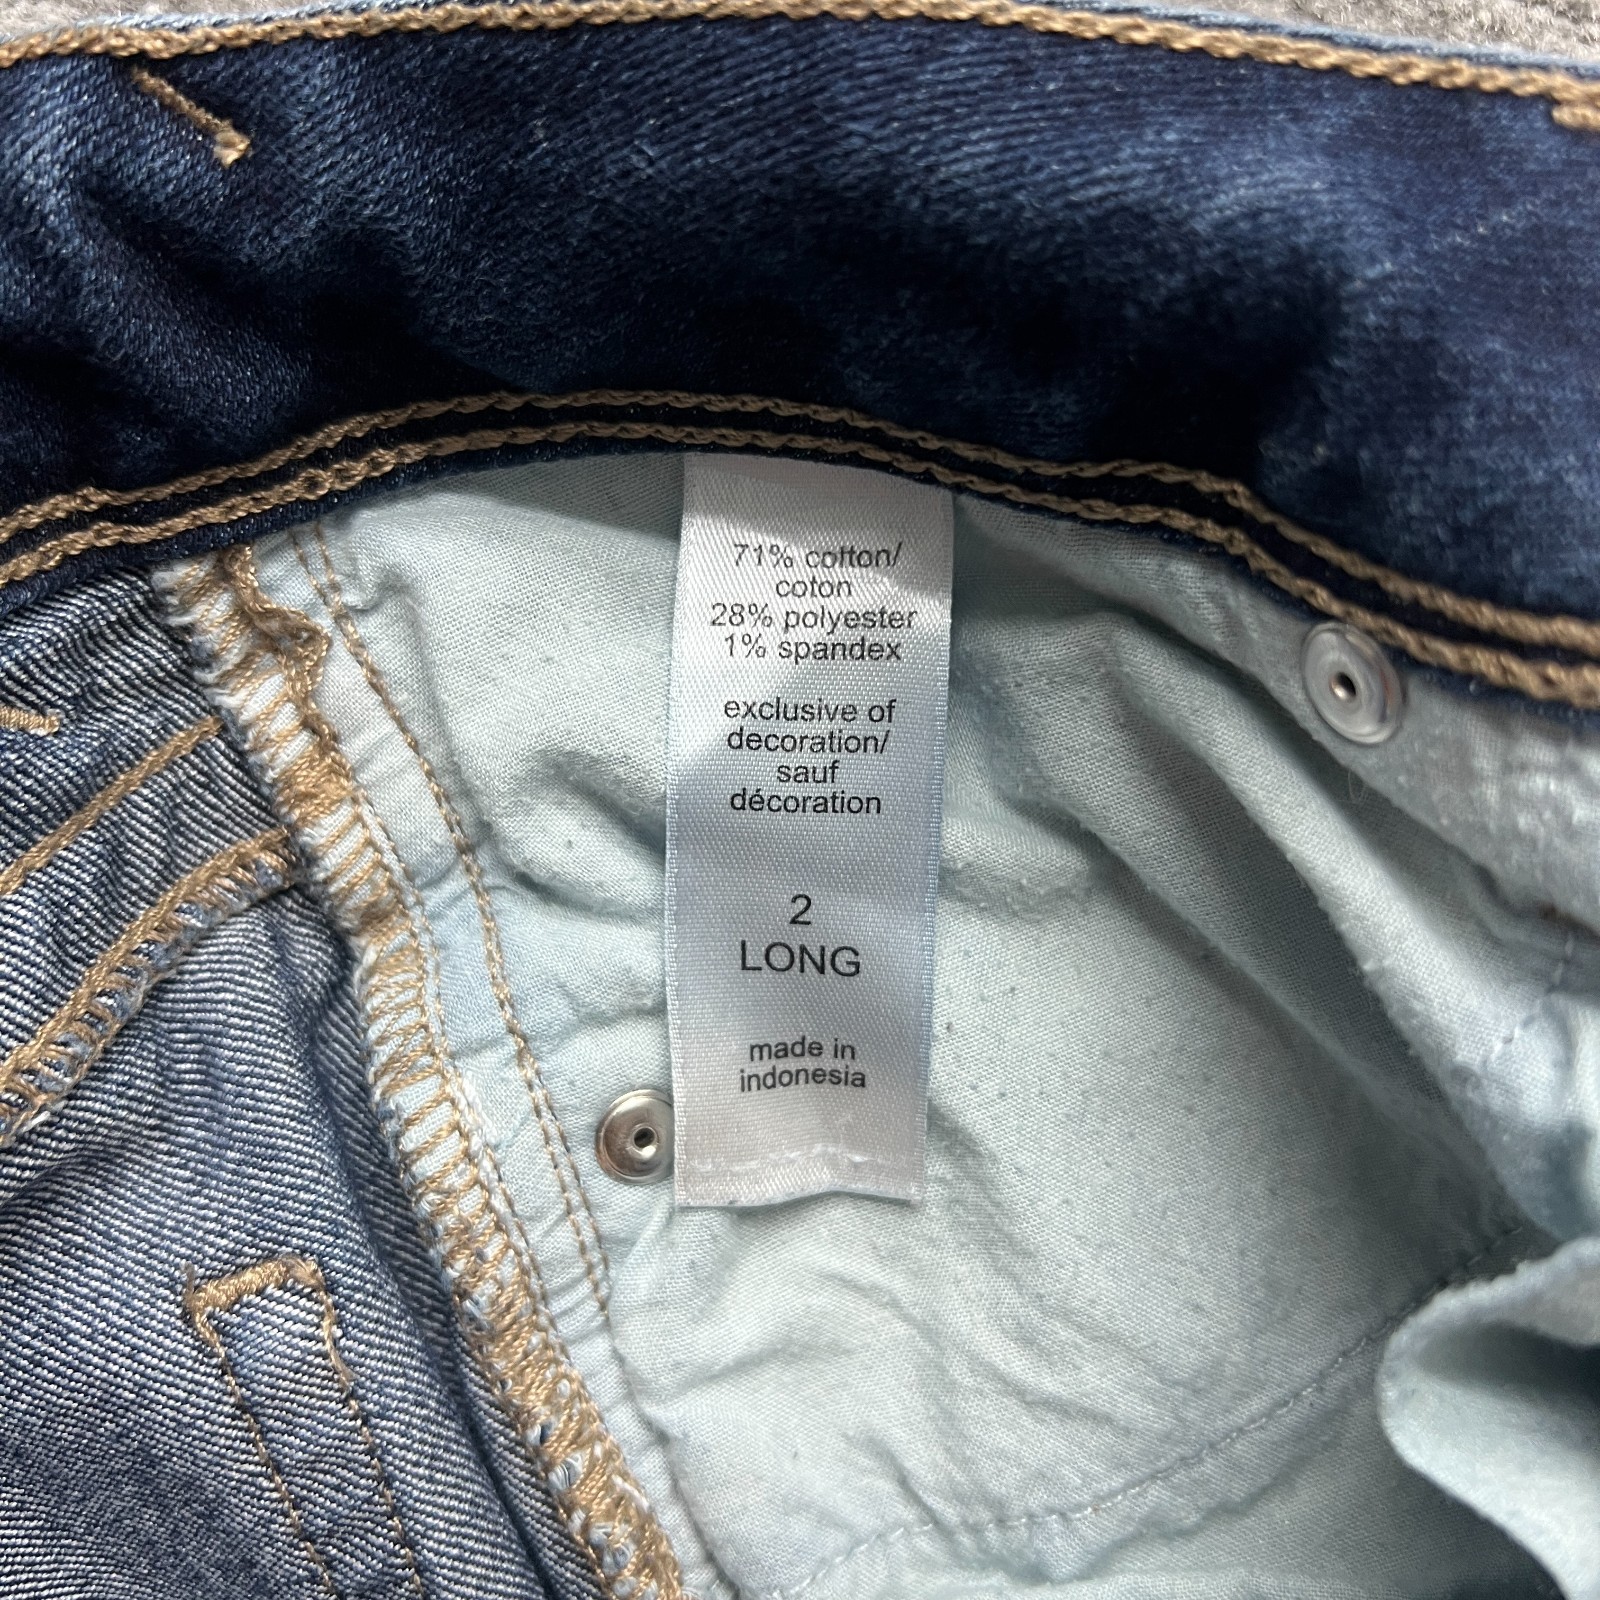 71% cotton/
coton
28% polyester
1% spandex
exclusive of
decoration/
sauf
décoration
2
LONG
made in
indonesia